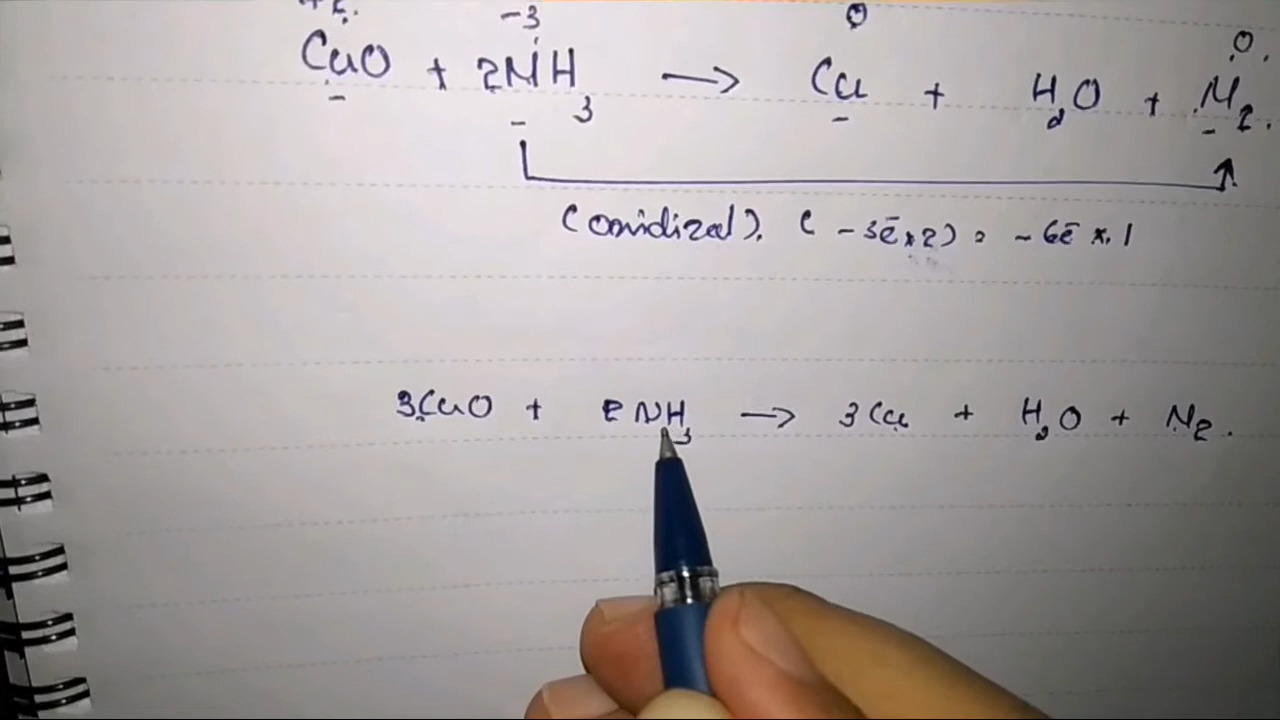 -3 0 0.
CuO + 2NH3 → Cu + H2O + N2.
(oxidized). (-3e⁻×2) = -6e⁻ × 1
3CuO + 2NH3 → 3Cu + H2O + N2.